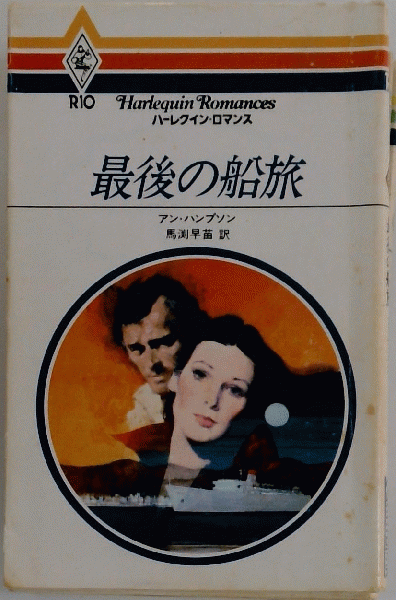 R10
Harlequin Romances
ハーレクイン・ロマンス
最後の船旅
アン・ハンプソン
馬渕早苗 訳